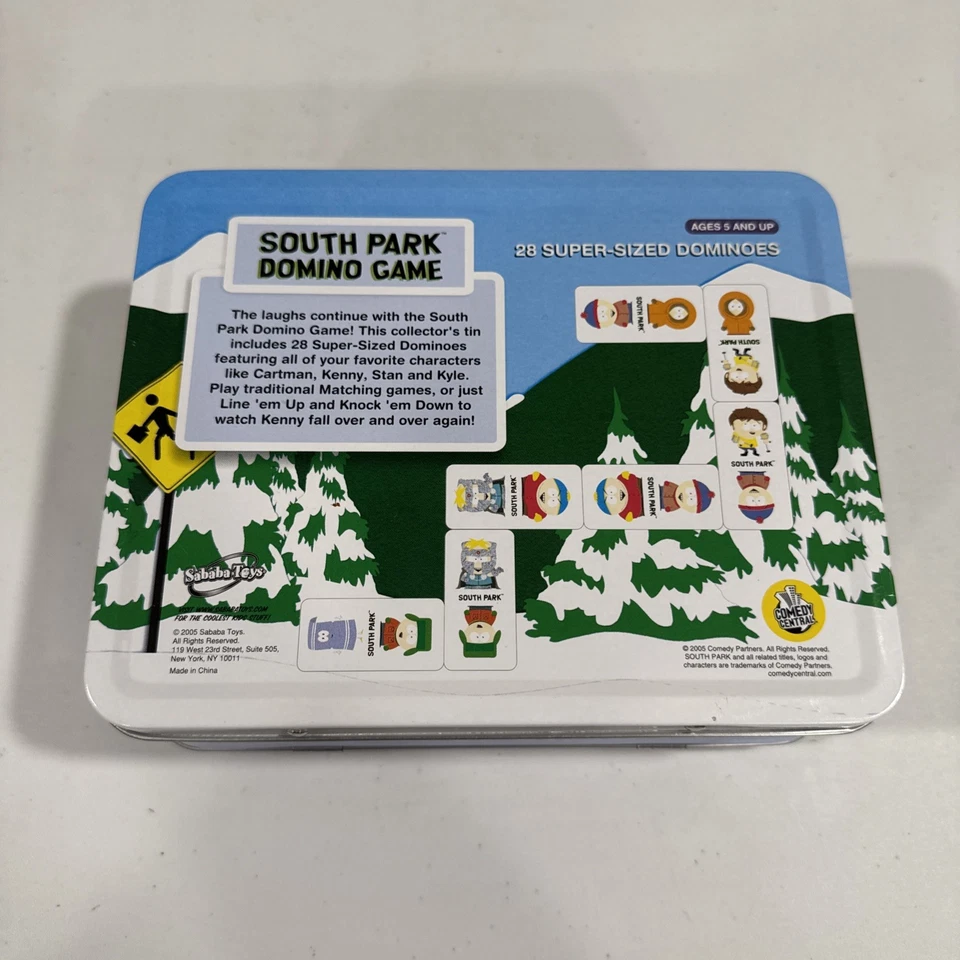 SOUTH PARK™
DOMINO GAME
The laughs continue with the South
Park Domino Game! This collector's tin
includes 28 Super-Sized Dominoes
featuring all of your favorite characters
like Cartman, Kenny, Stan and Kyle.
Play traditional Matching games, or just
Line 'em Up and Knock 'em Down to
watch Kenny fall over and over again!
AGES 5 AND UP
28 SUPER-SIZED DOMINOES
SOUTH PARK
SOUTH PARK
SOUTH PARK
SOUTH PARK
SOUTH PARK
SOUTH PARK
SOUTH PARK
Sababa Toys
VISIT WWW.SABABATOYS.COM
FOR THE COOLEST KIDS STUFF!
© 2005 Sababa Toys.
All Rights Reserved.
119 West 23rd Street, Suite 505,
New York, NY 10011
Made in China
COMEDY
CENTRAL
© 2005 Comedy Partners. All Rights Reserved.
SOUTH PARK and all related titles, logos and
characters are trademarks of Comedy Partners.
comedycentral.com